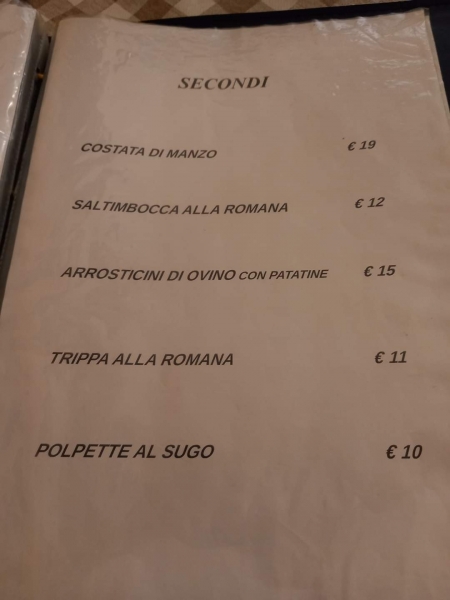 SECONDI
COSTATA DI MANZO € 19
SALTIMBOCCA ALLA ROMANA € 12
ARROSTICINI DI OVINO CON PATATINE € 15
TRIPPA ALLA ROMANA € 11
POLPETTE AL SUGO € 10